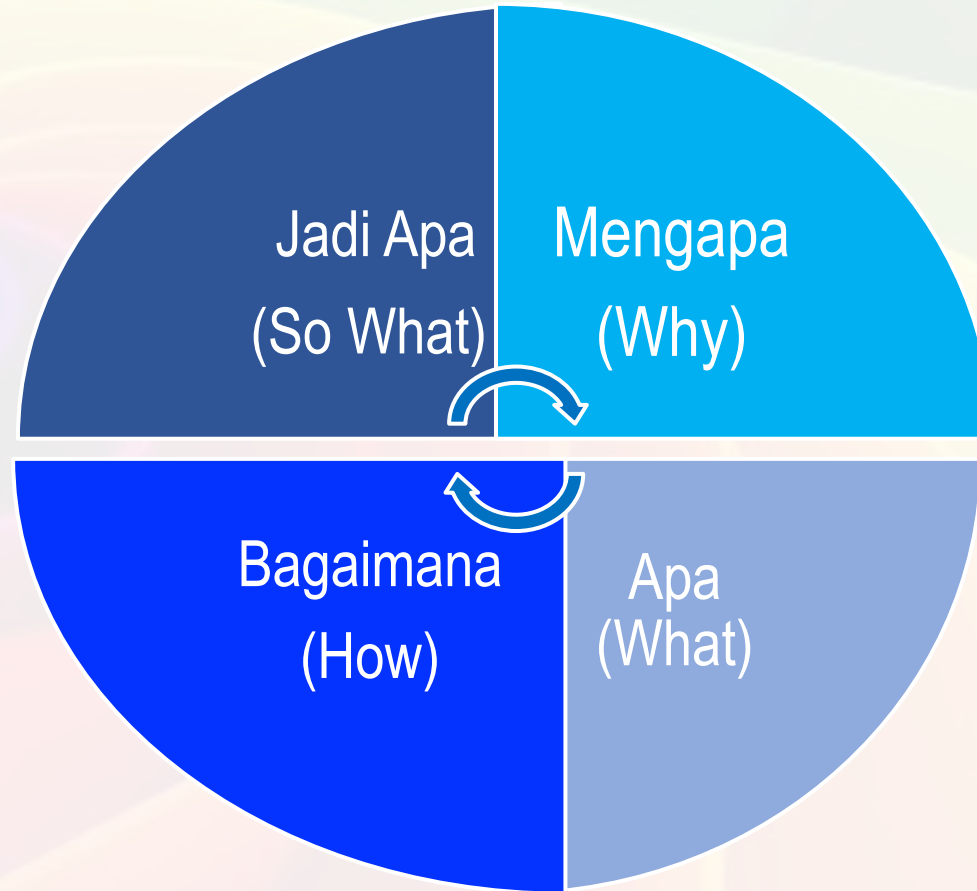 Jadi Apa
(So What)
Mengapa
(Why)
Bagaimana
(How)
Apa
(What)